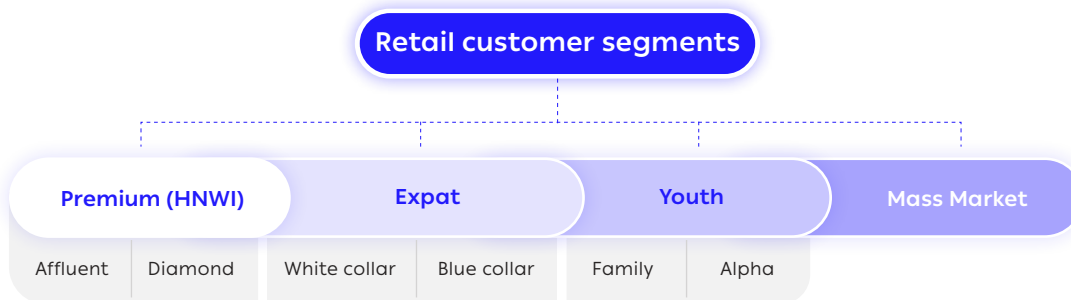 Retail customer segments
Premium (HNWI)
Expat
Youth
Mass Market
Affluent
Diamond
White collar
Blue collar
Family
Alpha